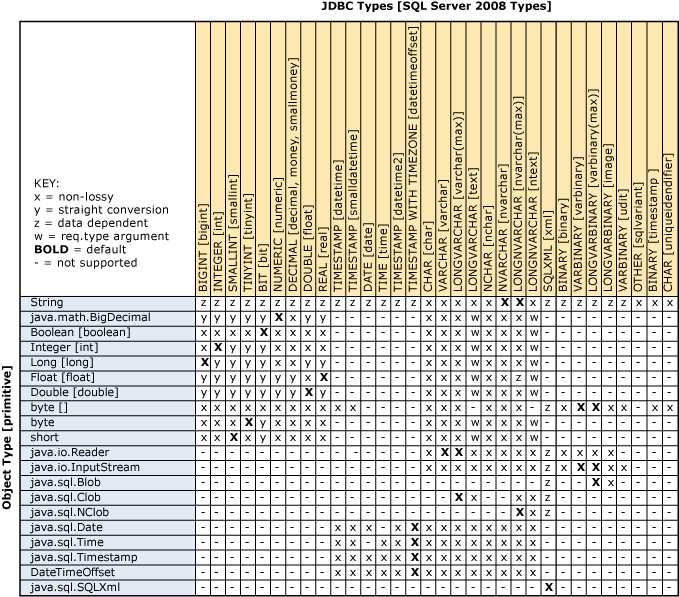 JDBC Types [SQL Server 2008 Types]
KEY:
x = non-lossy
y = straight conversion
z = data dependent
w = req.type argument
BOLD = default
- = not supported
BIGINT [bigint]
INTEGER [int]
SMALLINT [smallint]
TINYINT [tinyint]
BIT [bit]
NUMERIC [numeric]
DECIMAL [decimal, money, smallmoney]
DOUBLE [float]
REAL [real]
TIMESTAMP [datetime]
TIMESTAMP [smalldatetime]
DATE [date]
TIME [time]
TIMESTAMP [datetime2]
TIMESTAMP WITH TIMEZONE [datetimeoffset]
CHAR [char]
VARCHAR [varchar]
LONGVARCHAR [varchar(max)]
LONGVARCHAR [text]
NCHAR [nchar]
NVARCHAR [nvarchar]
LONGNVARCHAR [nvarchar(max)]
LONGNVARCHAR [ntext]
SQLXML [xml]
BINARY [binary]
VARBINARY [varbinary]
LONGVARBINARY [varbinary(max)]
LONGVARBINARY [image]
VARBINARY [udit]
OTHER [sqlvariant]
BINARY [timestamp ]
CHAR [uniqueidendifier]
Object Type [primitive]
String z z z z z z z z z z z z z z z x x x x x x x x z z z z z z x x x
java.math.BigDecimal y y y y y x x y y - - - - - - x x x w x x x w - - - - - - - - -
Boolean [boolean] x x x x x x x x x - - - - - - x x x w x x x w - - - - - - - - -
Integer [int] x x y y y x x x y - - - - - - x x x w x x x w - - - - - - - - -
Long [long] x y y y y x x y y - - - - - - x x x w x x x w - - - - - - - - -
Float [float] y y y y y y y x x - - - - - - x x x w x x z w - - - - - - - - -
Double [double] y y y y y y y x y - - - - - - x x x w x x x w - - - - - - - - -
byte [] x x x x x x x x x x x - - - - x x x - x x x - z x x x x x - x x
byte x x x x y x x x x - - - - - - x x x w x x x w - - - - - - - - -
short x x x y y x x x x - - - - - - x x x w x x x w - - - - - - - - -
java.io.Reader - - - - - - - - - - - - - - - x x x x x x x x z x x x x - - - -
java.io.InputStream - - - - - - - - - - - - - - - x x x x x x x x z x x x x x - - -
java.sql.Blob - - - - - - - - - - - - - - - - - - - - - - - z - - x x - - - -
java.sql.Clob - - - - - - - - - - - - - - - - - x x - - x x z - - - - - - - -
java.sql.NClob - - - - - - - - - - - - - - - - - - - - - x x z - - - - - - - -
java.sql.Date - - - - - - - - - x x x - x x x x x x x x x x - - - - - - - - -
java.sql.Time - - - - - - - - - x x - x x x x x x x x x x x - - - - - - - - -
java.sql.Timestamp - - - - - - - - - x x x x x x x x x x x x x x - - - - - - - - -
DateTimeOffset - - - - - - - - - x x x x x x x x x x x x x x - - - - - - - - -
java.sql.SQLXml - - - - - - - - - - - - - - - - - - - - - - - x - - - - - - - -